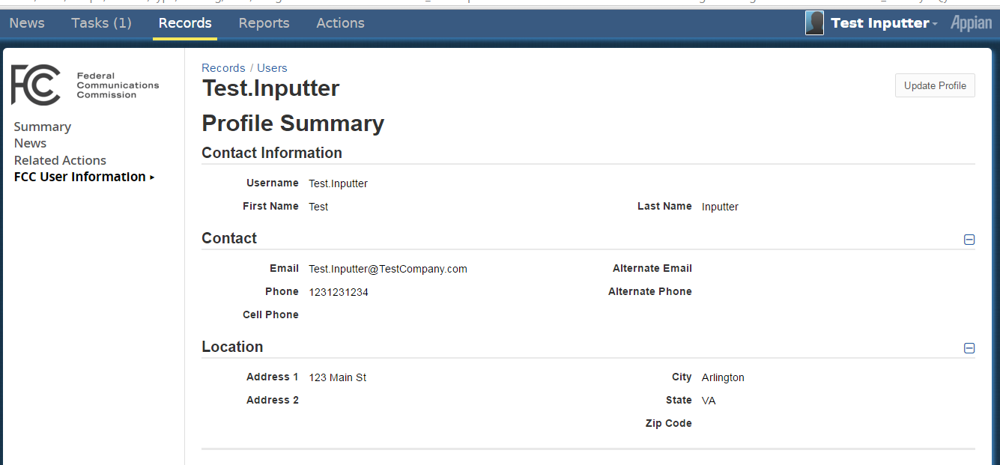 News Tasks (1) Records Reports Actions Test Inputter Appian
FCC Federal
Communications
Commission
Summary
News
Related Actions
FCC User Information ▸
Records / Users
Test.Inputter
Update Profile
Profile Summary
Contact Information
Username Test.Inputter
First Name Test Last Name Inputter
Contact
Email Test.Inputter@TestCompany.com Alternate Email
Phone 1231231234 Alternate Phone
Cell Phone
Location
Address 1 123 Main St City Arlington
Address 2 State VA
Zip Code